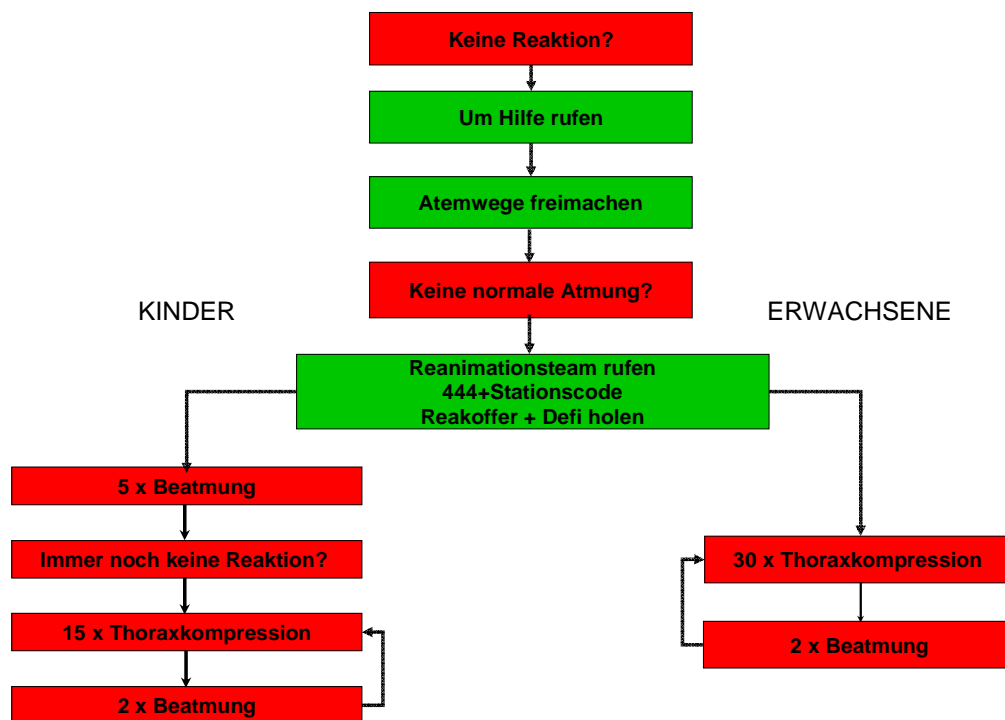 Keine Reaktion?
Um Hilfe rufen
Atemwege freimachen
Keine normale Atmung?
KINDER
ERWACHSENE
Reanimationsteam rufen
444+Stationscode
Reakoffer + Defi holen
5 x Beatmung
Immer noch keine Reaktion?
15 x Thoraxkompression
2 x Beatmung
30 x Thoraxkompression
2 x Beatmung